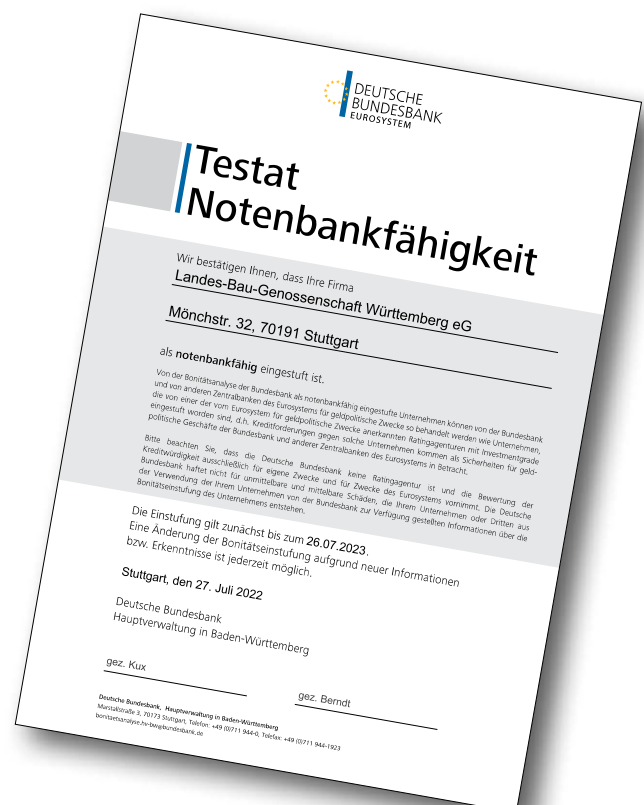 DEUTSCHE
BUNDESBANK
EUROSYSTEM
Testat
Notenbankfähigkeit
Wir bestätigen Ihnen, dass Ihre Firma
Landes-Bau-Genossenschaft Württemberg eG
Mönchstr. 32, 70191 Stuttgart
als notenbankfähig eingestuft ist.
Von der Bonitätsanalyse der Bundesbank als notenbankfähig eingestufte Unternehmen können von der Bundesbank
und von anderen Zentralbanken des Eurosystems für geldpolitische Zwecke so behandelt werden wie Unternehmen,
die von einer der vom Eurosystem für geldpolitische Zwecke anerkannten Ratingagenturen mit Investmentgrade
eingestuft worden sind, d.h. Kreditforderungen gegen solche Unternehmen kommen als Sicherheiten für geld-
politische Geschäfte der Bundesbank und anderer Zentralbanken des Eurosystems in Betracht.
Bitte beachten Sie, dass die Deutsche Bundesbank keine Ratingagentur ist und die Bewertung der
Kreditwürdigkeit ausschließlich für eigene Zwecke und für Zwecke des Eurosystems vornimmt. Die Deutsche
Bundesbank haftet nicht für unmittelbare und mittelbare Schäden, die Ihrem Unternehmen oder Dritten aus
der Verwendung der Ihrem Unternehmen von der Bundesbank zur Verfügung gestellten Informationen über die
Bonitätseinstufung des Unternehmens entstehen.
Die Einstufung gilt zunächst bis zum 26.07.2023.
Eine Änderung der Bonitätseinstufung aufgrund neuer Informationen
bzw. Erkenntnisse ist jederzeit möglich.
Stuttgart, den 27. Juli 2022
Deutsche Bundesbank
Hauptverwaltung in Baden-Württemberg
gez. Kux
gez. Berndt
Deutsche Bundesbank, Hauptverwaltung in Baden-Württemberg
Marstallstraße 3, 70173 Stuttgart, Telefon: +49 (0)711 944-0, Telefax: +49 (0)711 944-1923
bonitaetsanalyse.hv-bw@bundesbank.de